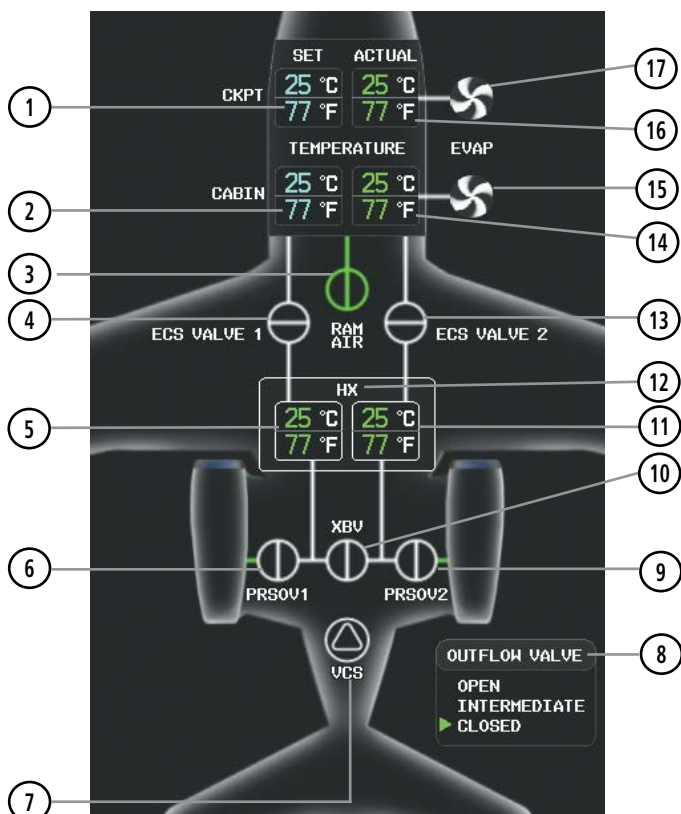 SET ACTUAL
17
1 CKPT 25 °C 25 °C
77 °F 77 °F
16
TEMPERATURE EVAP
15
2 CABIN 25 °C 25 °C
77 °F 77 °F
14
3
4 ECS VALVE 1 RAM AIR ECS VALVE 2 13
HX 12
5 25 °C 25 °C 11
77 °F 77 °F
10
XBV
6 9
PRSOV1 PRSOV2
VCS
OUTFLOW VALVE 8
OPEN
INTERMEDIATE
CLOSED
7